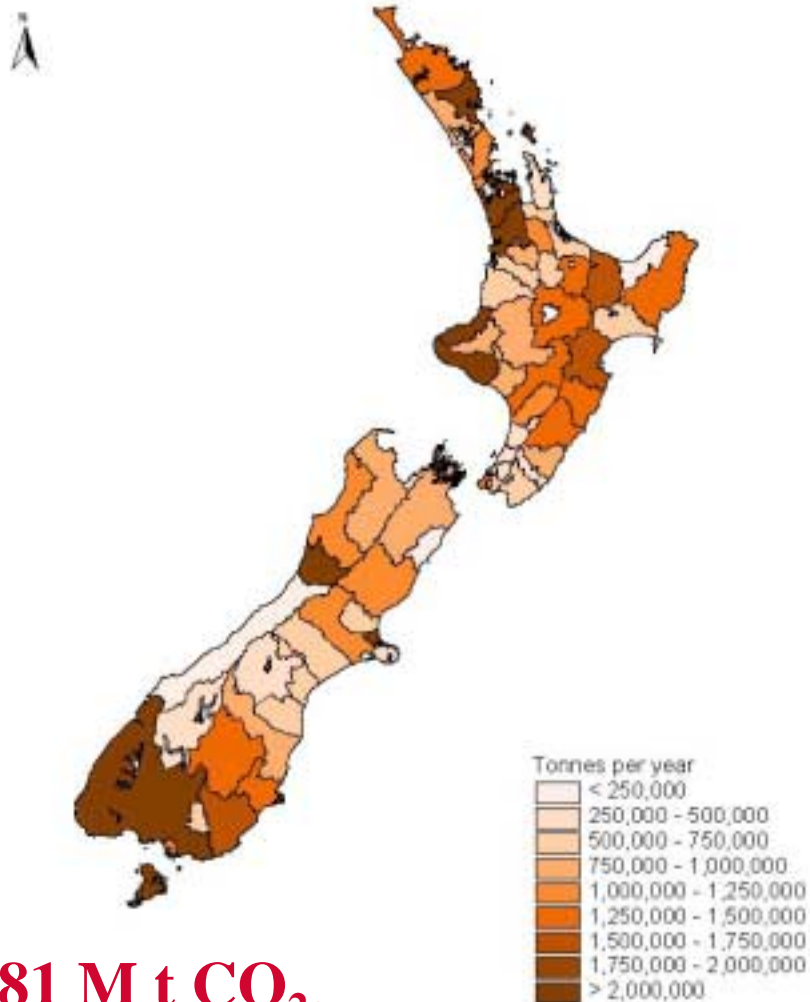 N
Tonnes per year
< 250,000
250,000 - 500,000
500,000 - 750,000
750,000 - 1,000,000
1,000,000 - 1,250,000
1,250,000 - 1,500,000
1,500,000 - 1,750,000
1,750,000 - 2,000,000
> 2,000,000
81 M t CO₂